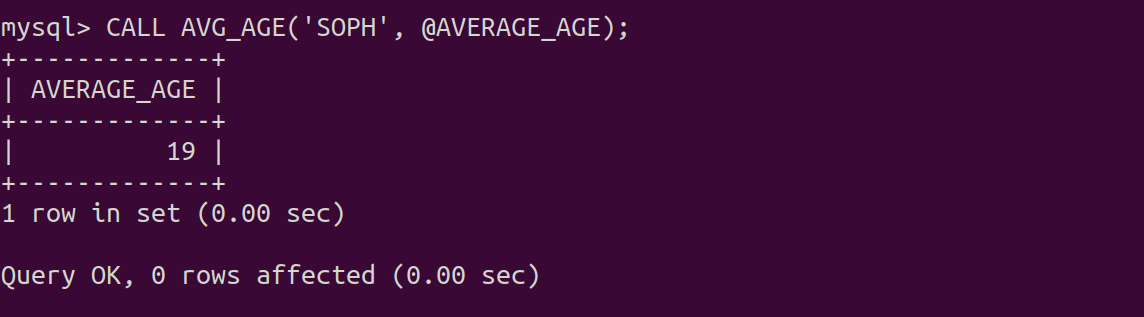 mysql> CALL AVG_AGE('SOPH', @AVERAGE_AGE);
+-------------+
| AVERAGE_AGE |
+-------------+
|          19 |
+-------------+
1 row in set (0.00 sec)
Query OK, 0 rows affected (0.00 sec)